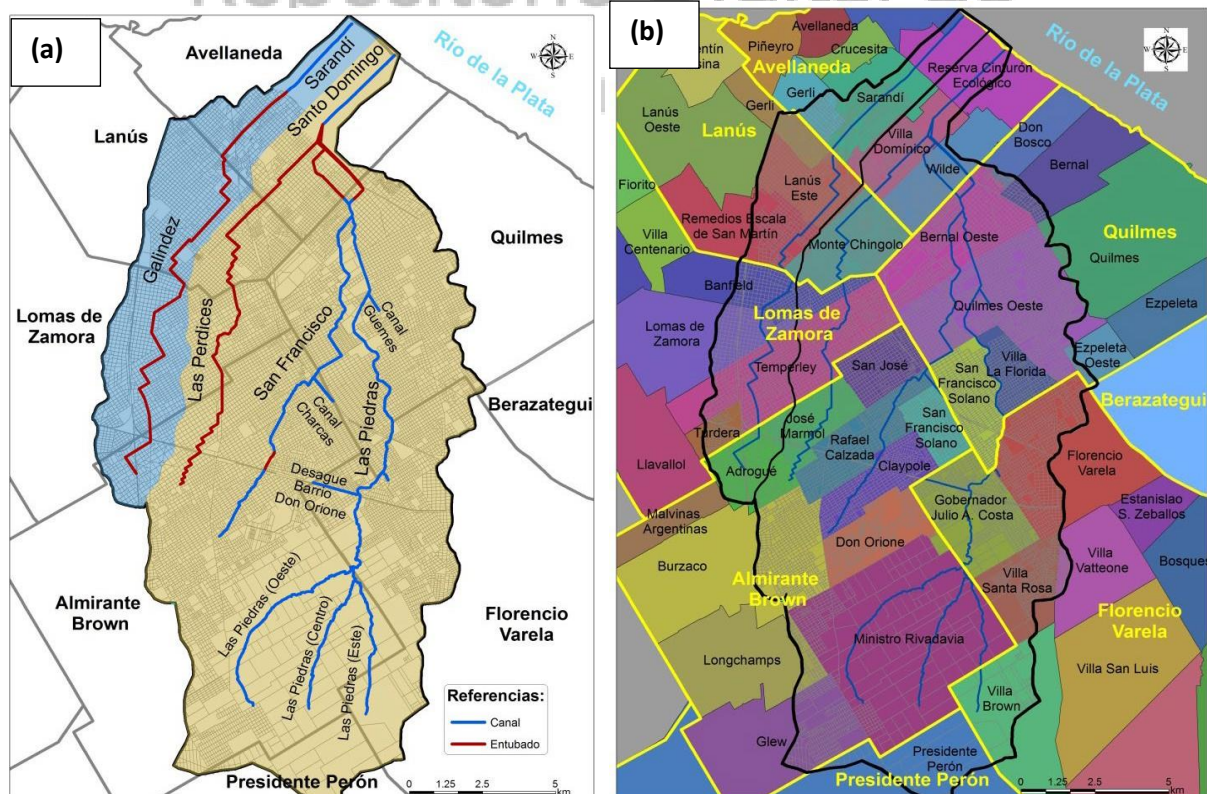 (a)
Avellaneda
Río de la Plata
Sarandí
Santo Domingo
Lanús
Galindez
Quilmes
Lomas de
Zamora
Las Perdices
San Francisco
Canal
Guemes
Canal
Charcas
Las Piedras
Berazategui
Desague
Barrio
Don Orione
Almirante
Brown
Las Piedras (Oeste)
Las Piedras (Centro)
Las Piedras (Este)
Florencio
Varela
Referencias:
Canal
Entubado
Presidente Perón
0 1.25 2.5 5
km
(b)
Avellaneda
Piñeyro
Crucesita
Avellaneda
Gerli
Gerli
Sarandí
Reserva Cinturón
Ecológico
Río de la Plata
Lanús
Oeste
Lanús
Villa
Domínico
Don
Bosco
Bernal
Wilde
Fiorito
Lanús
Este
Remedios Escala
de San Martín
Villa
Centenario
Monte Chingolo
Bernal Oeste
Quilmes
Quilmes
Banfield
Lomas de
Zamora
Lomas de
Zamora
Quilmes Oeste
Ezpeleta
Ezpeleta
Oeste
Temperley
San José
San
Francisco
Solano
Villa
La Florida
Berazategui
Turdera
José
Marmol
Rafael
Calzada
San
Francisco
Solano
Llavallol
Adrogué
Claypole
Florencio
Varela
Malvinas
Argentinas
Gobernador
Julio A. Costa
Estanislao
S. Zeballos
Burzaco
Don Orione
Villa
Vatteone
Bosques
Almirante
Brown
Villa
Santa Rosa
Florencio
Varela
Ministro Rivadavia
Longchamps
Villa San Luis
Villa
Brown
Glew
Presidente
Perón
Presidente Perón
0 1.25 2.5 5
km